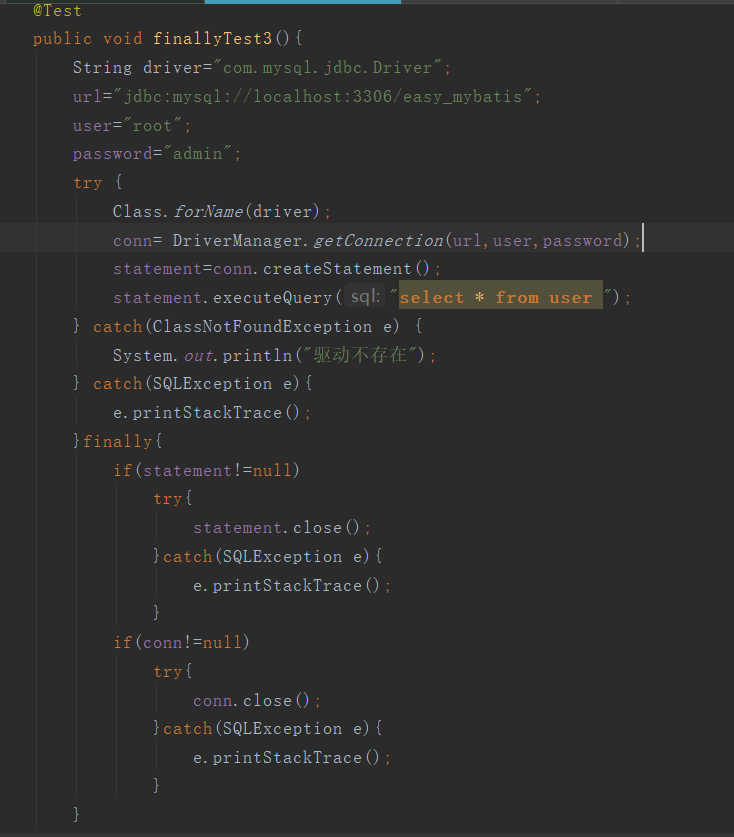 @Test
public void finallyTest3(){
String driver="com.mysql.jdbc.Driver";
url="jdbc:mysql://localhost:3306/easy_mybatis";
user="root";
password="admin";
try {
Class.forName(driver);
conn= DriverManager.getConnection(url,user,password);
statement=conn.createStatement();
statement.executeQuery( sql: "select * from user ");
} catch(ClassNotFoundException e) {
System.out.println("驱动不存在");
} catch(SQLException e){
e.printStackTrace();
}finally{
if(statement!=null)
try{
statement.close();
}catch(SQLException e){
e.printStackTrace();
}
if(conn!=null)
try{
conn.close();
}catch(SQLException e){
e.printStackTrace();
}
}